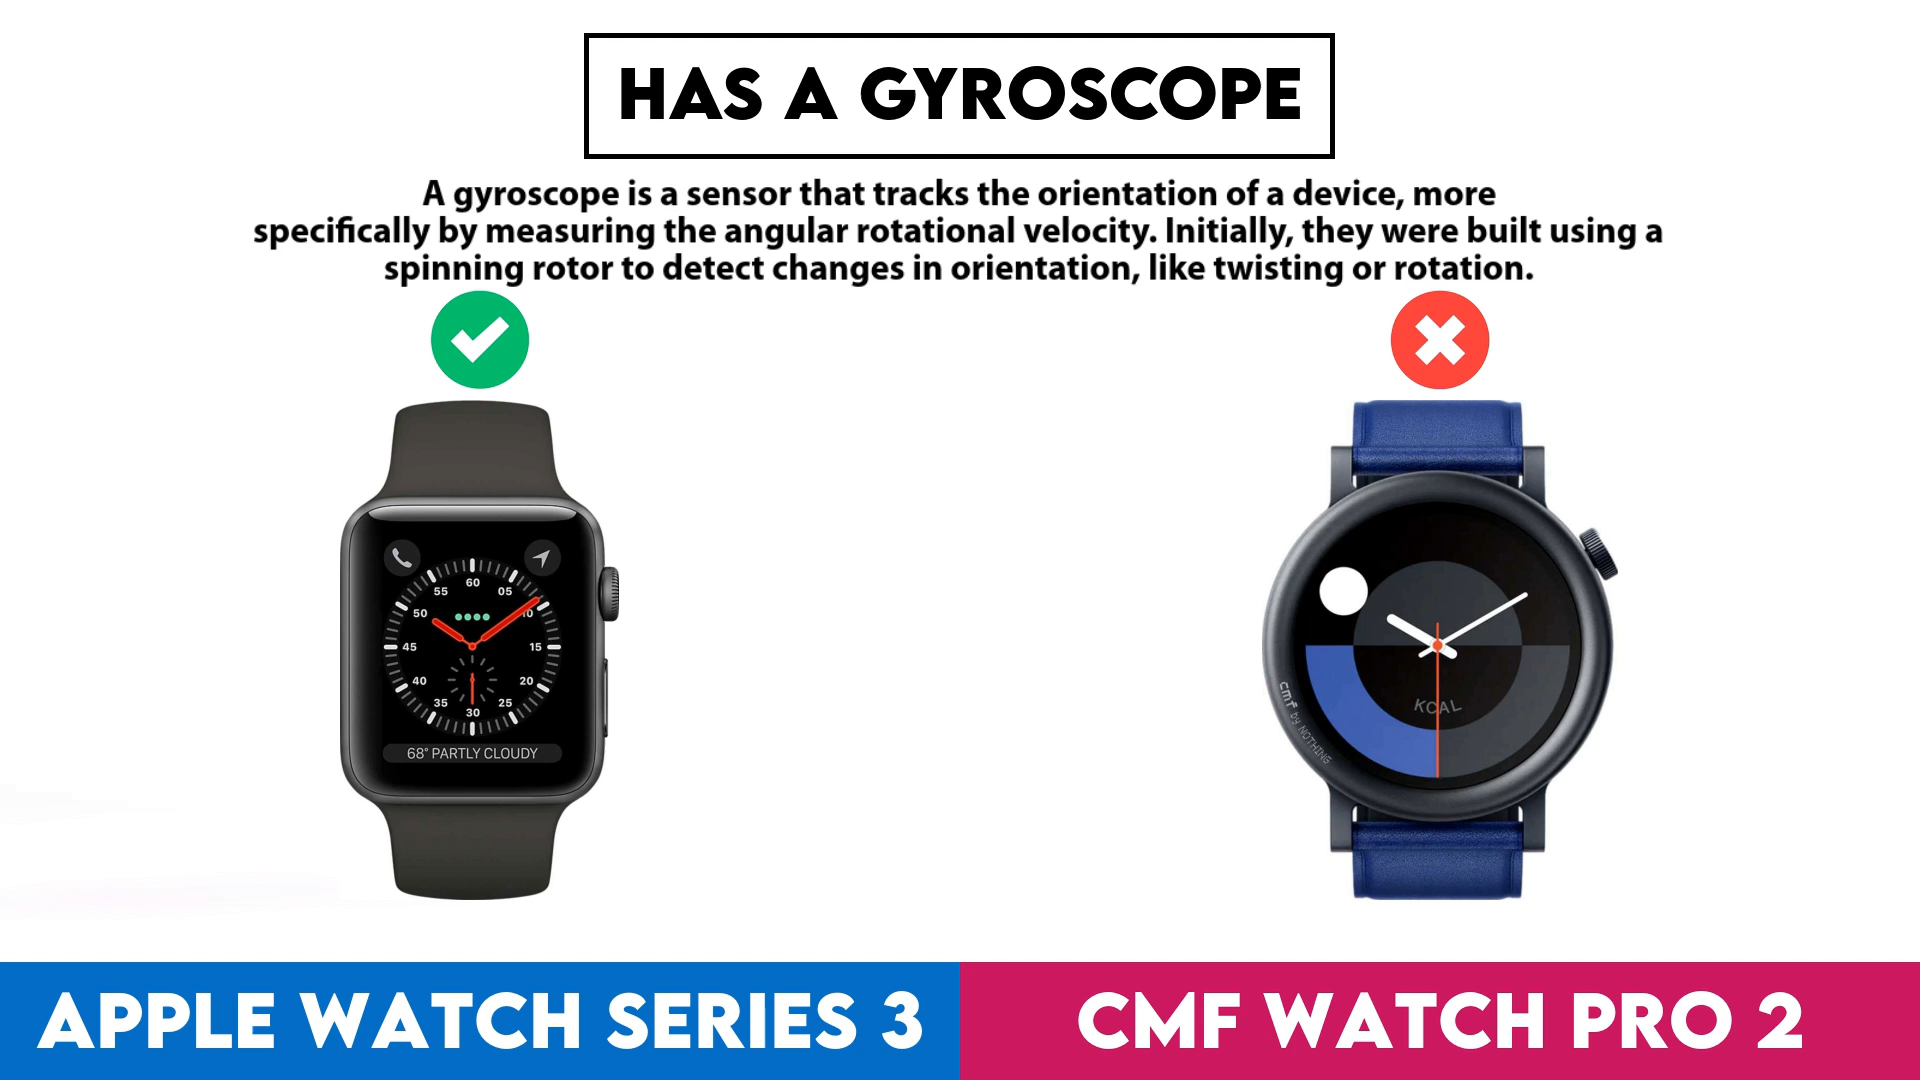 HAS A GYROSCOPE
A gyroscope is a sensor that tracks the orientation of a device, more
specifically by measuring the angular rotational velocity. Initially, they were built using a
spinning rotor to detect changes in orientation, like twisting or rotation.
60
55 05
50 10
45 15
40 20
35 25
30
68° PARTLY CLOUDY
KCAL
cmf by NOTHING
APPLE WATCH SERIES 3
CMF WATCH PRO 2